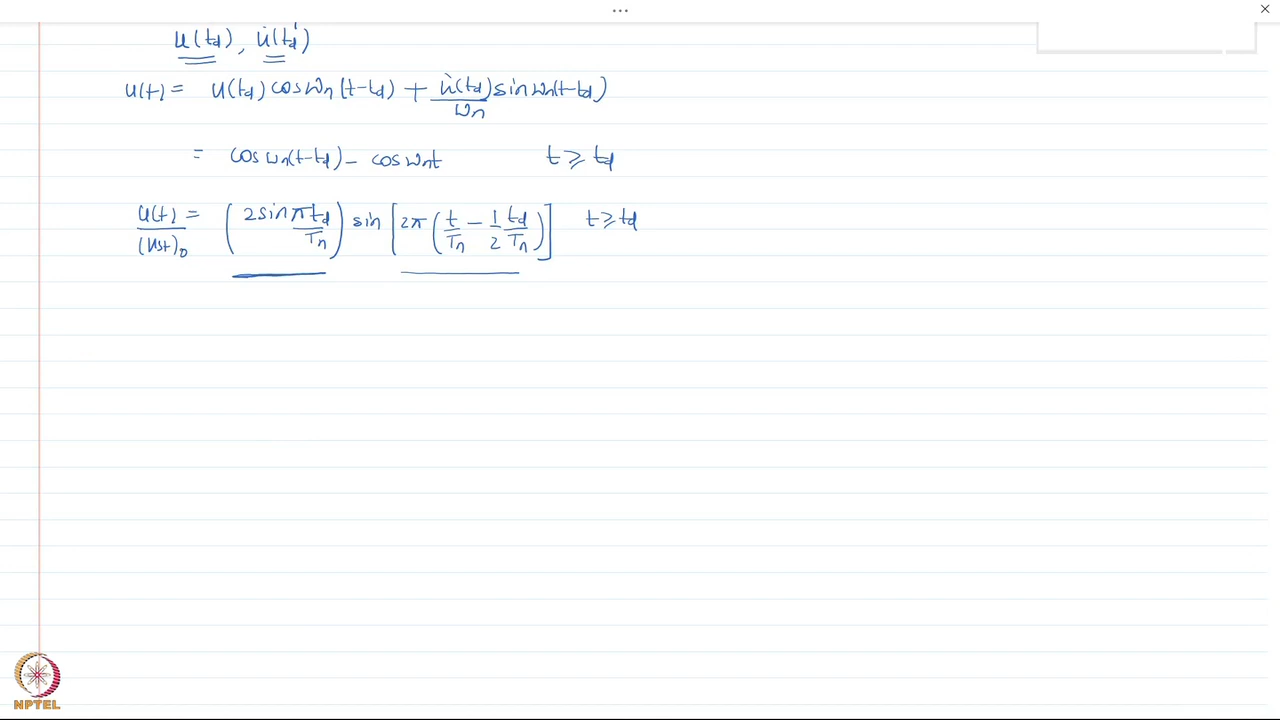 u(td), u̇(td)
u(t) = u(td) cos ωn (t-td) + u̇(td)/ωn sin ωn(t-td)
= cos ωn(t-td) - cos ωnt t ≥ td
u(t)/(ust)0 = (2 sin π td/Tn) sin [2π (t/Tn - 1/2 td/Tn)] t ≥ td
NPTEL